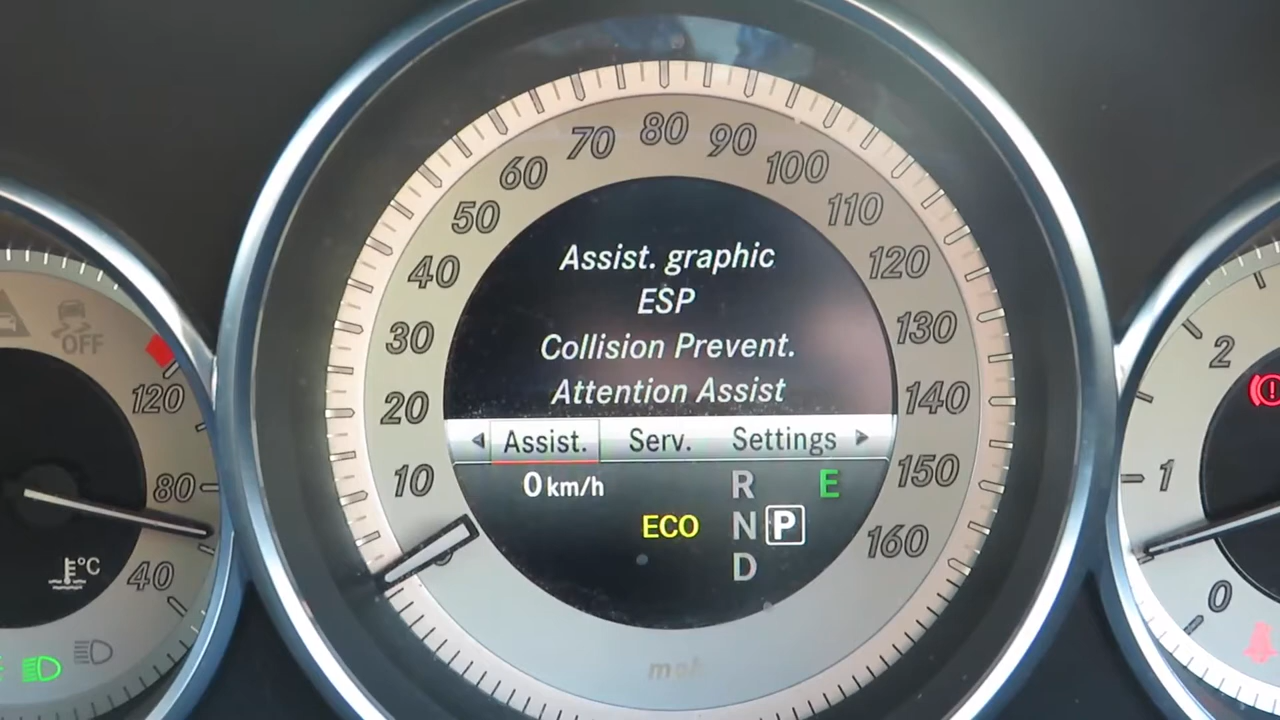 80
70
90
60
100
50
110
40
120
30
130
20
140
10
150
160
Assist. graphic
ESP
Collision Prevent.
Attention Assist
Assist. Serv. Settings
0 km/h
R E
ECO N P
D
OFF
120
80
40
°C
2
1
0